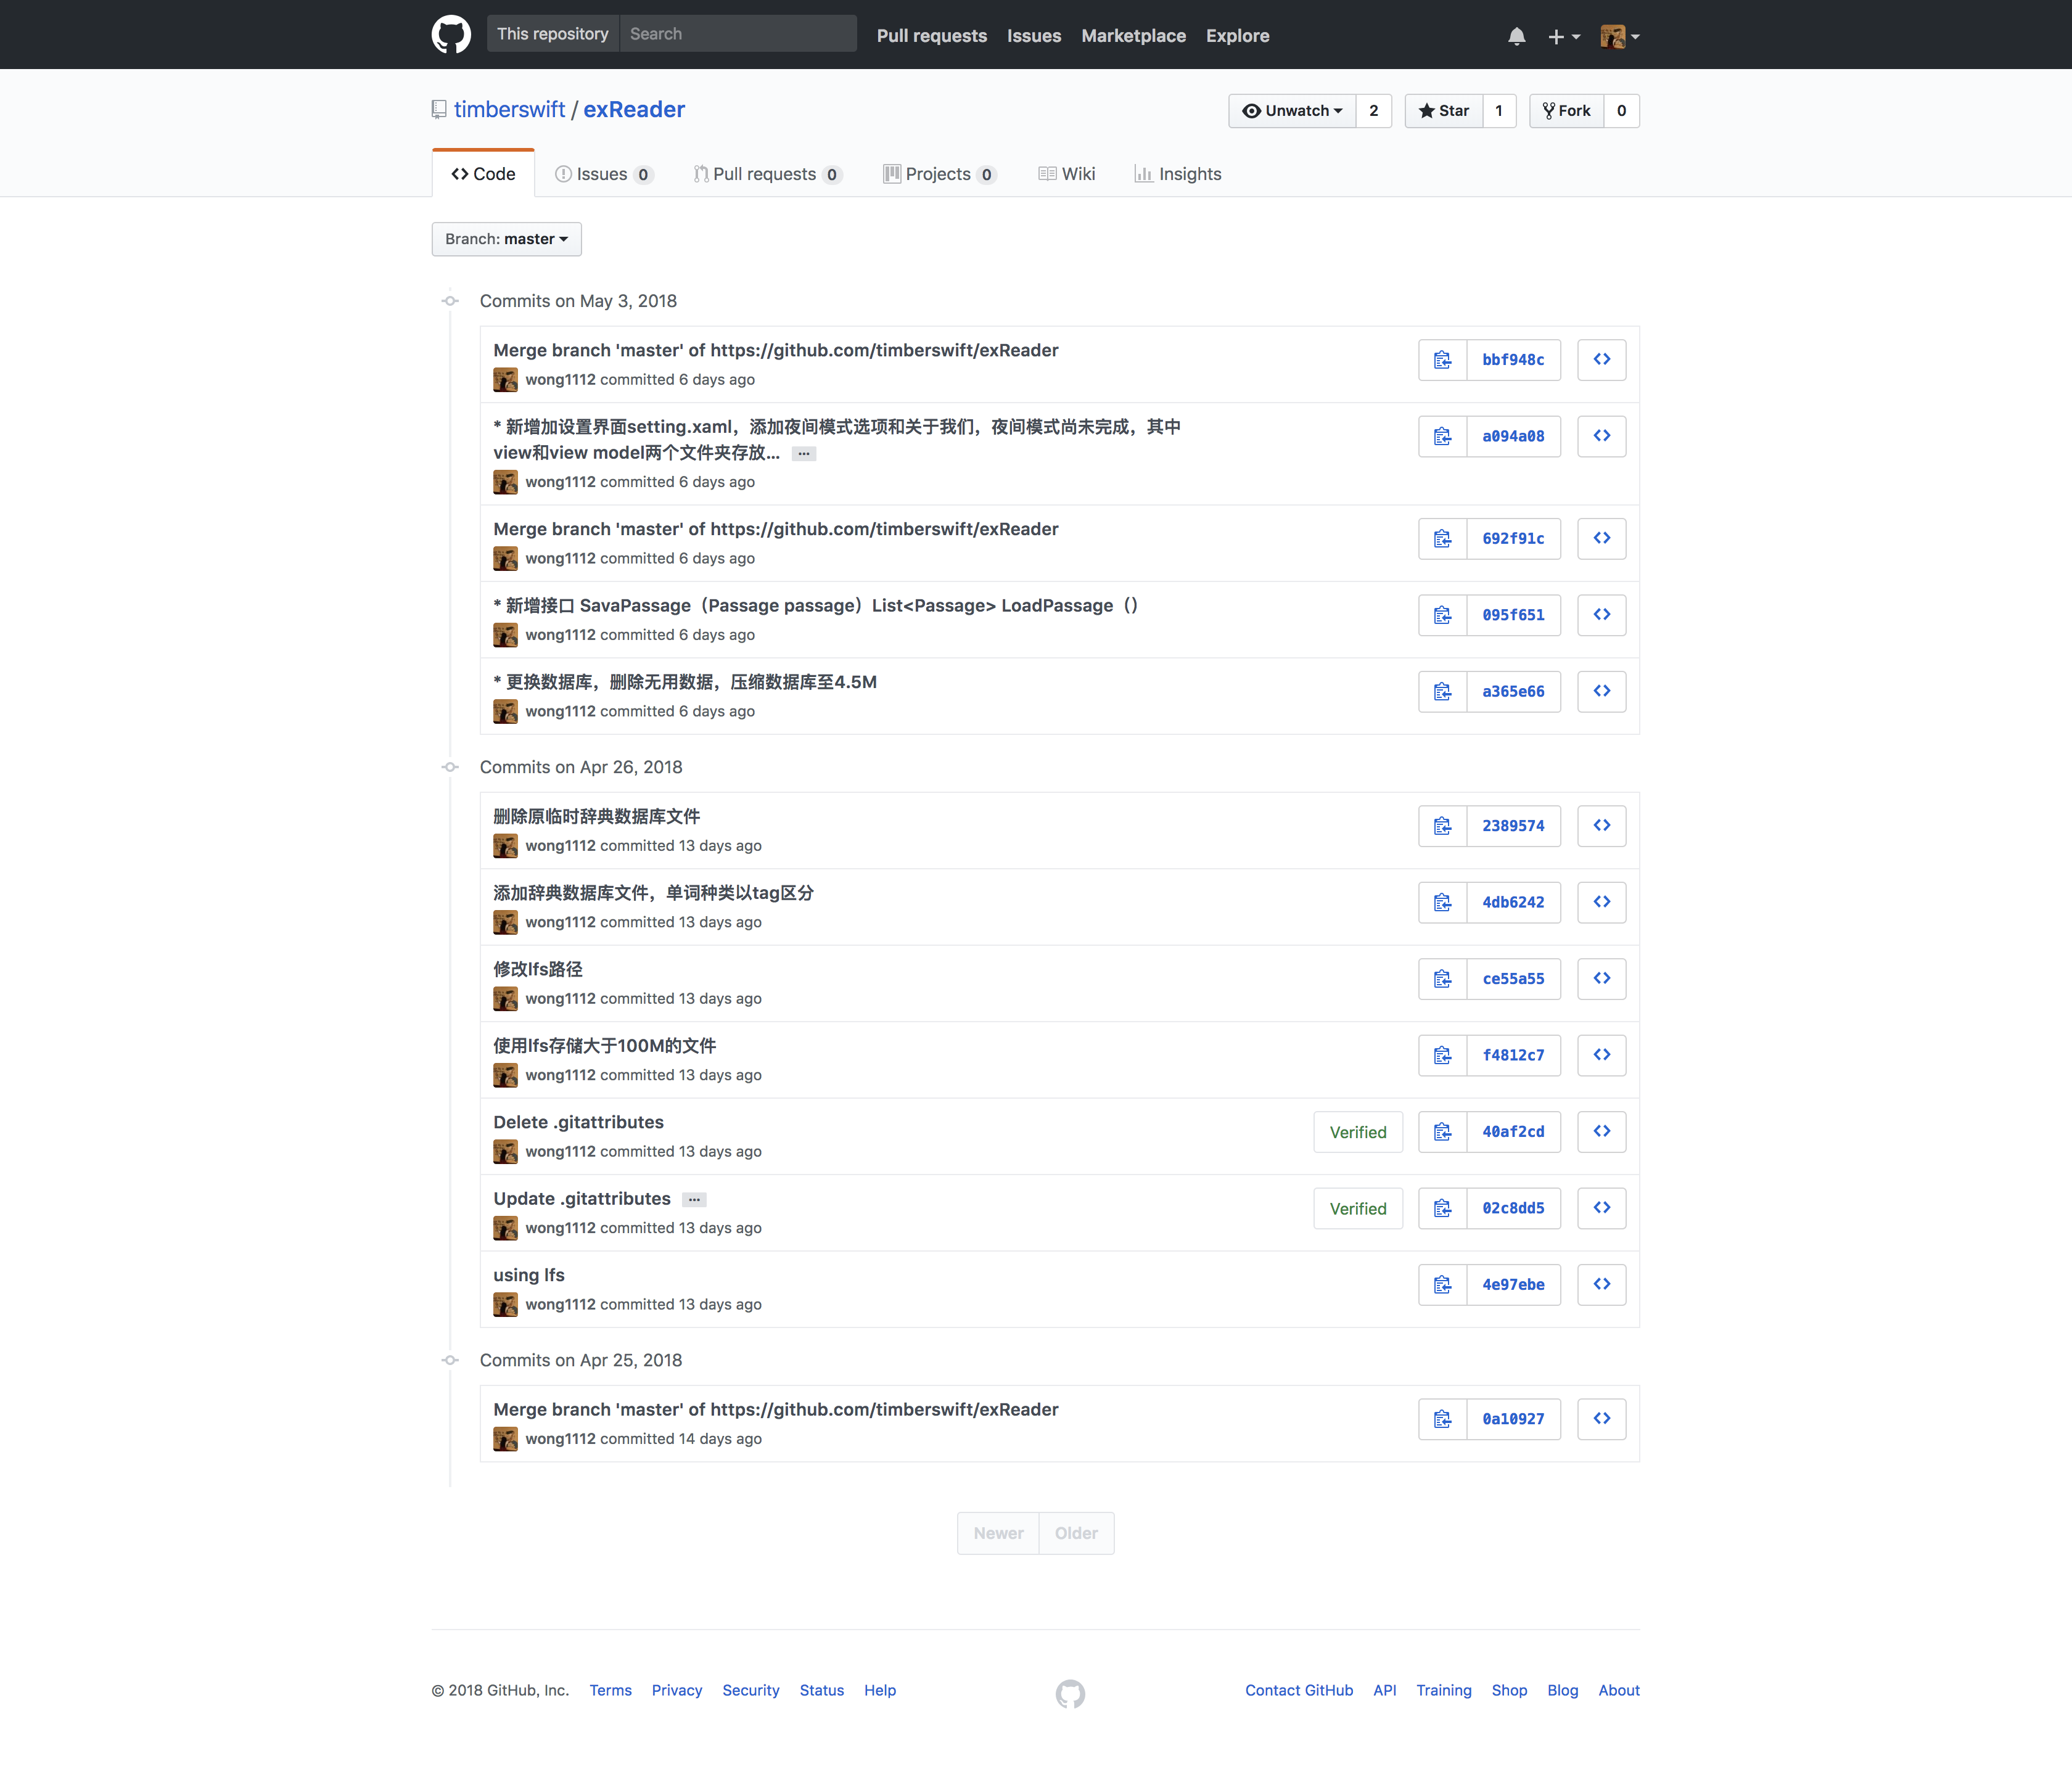 This repository Search Pull requests Issues Marketplace Explore
timberswift / exReader
Unwatch 2 Star 1 Fork 0
Code Issues 0 Pull requests 0 Projects 0 Wiki Insights
Branch: master
Commits on May 3, 2018
Merge branch 'master' of https://github.com/timberswift/exReader
wong1112 committed 6 days ago
bbf948c
* 新增加设置界面setting.xaml，添加夜间模式选项和关于我们，夜间模式尚未完成，其中
view和view model两个文件夹存放... …
wong1112 committed 6 days ago
a094a08
Merge branch 'master' of https://github.com/timberswift/exReader
wong1112 committed 6 days ago
692f91c
* 新增接口 SavaPassage（Passage passage）List<Passage> LoadPassage（）
wong1112 committed 6 days ago
095f651
* 更换数据库，删除无用数据，压缩数据库至4.5M
wong1112 committed 6 days ago
a365e66
Commits on Apr 26, 2018
删除原临时辞典数据库文件
wong1112 committed 13 days ago
2389574
添加辞典数据库文件，单词种类以tag区分
wong1112 committed 13 days ago
4db6242
修改lfs路径
wong1112 committed 13 days ago
ce55a55
使用lfs存储大于100M的文件
wong1112 committed 13 days ago
f4812c7
Delete .gitattributes
wong1112 committed 13 days ago
Verified 40af2cd
Update .gitattributes …
wong1112 committed 13 days ago
Verified 02c8dd5
using lfs
wong1112 committed 13 days ago
4e97ebe
Commits on Apr 25, 2018
Merge branch 'master' of https://github.com/timberswift/exReader
wong1112 committed 14 days ago
0a10927
Newer Older
© 2018 GitHub, Inc. Terms Privacy Security Status Help Contact GitHub API Training Shop Blog About